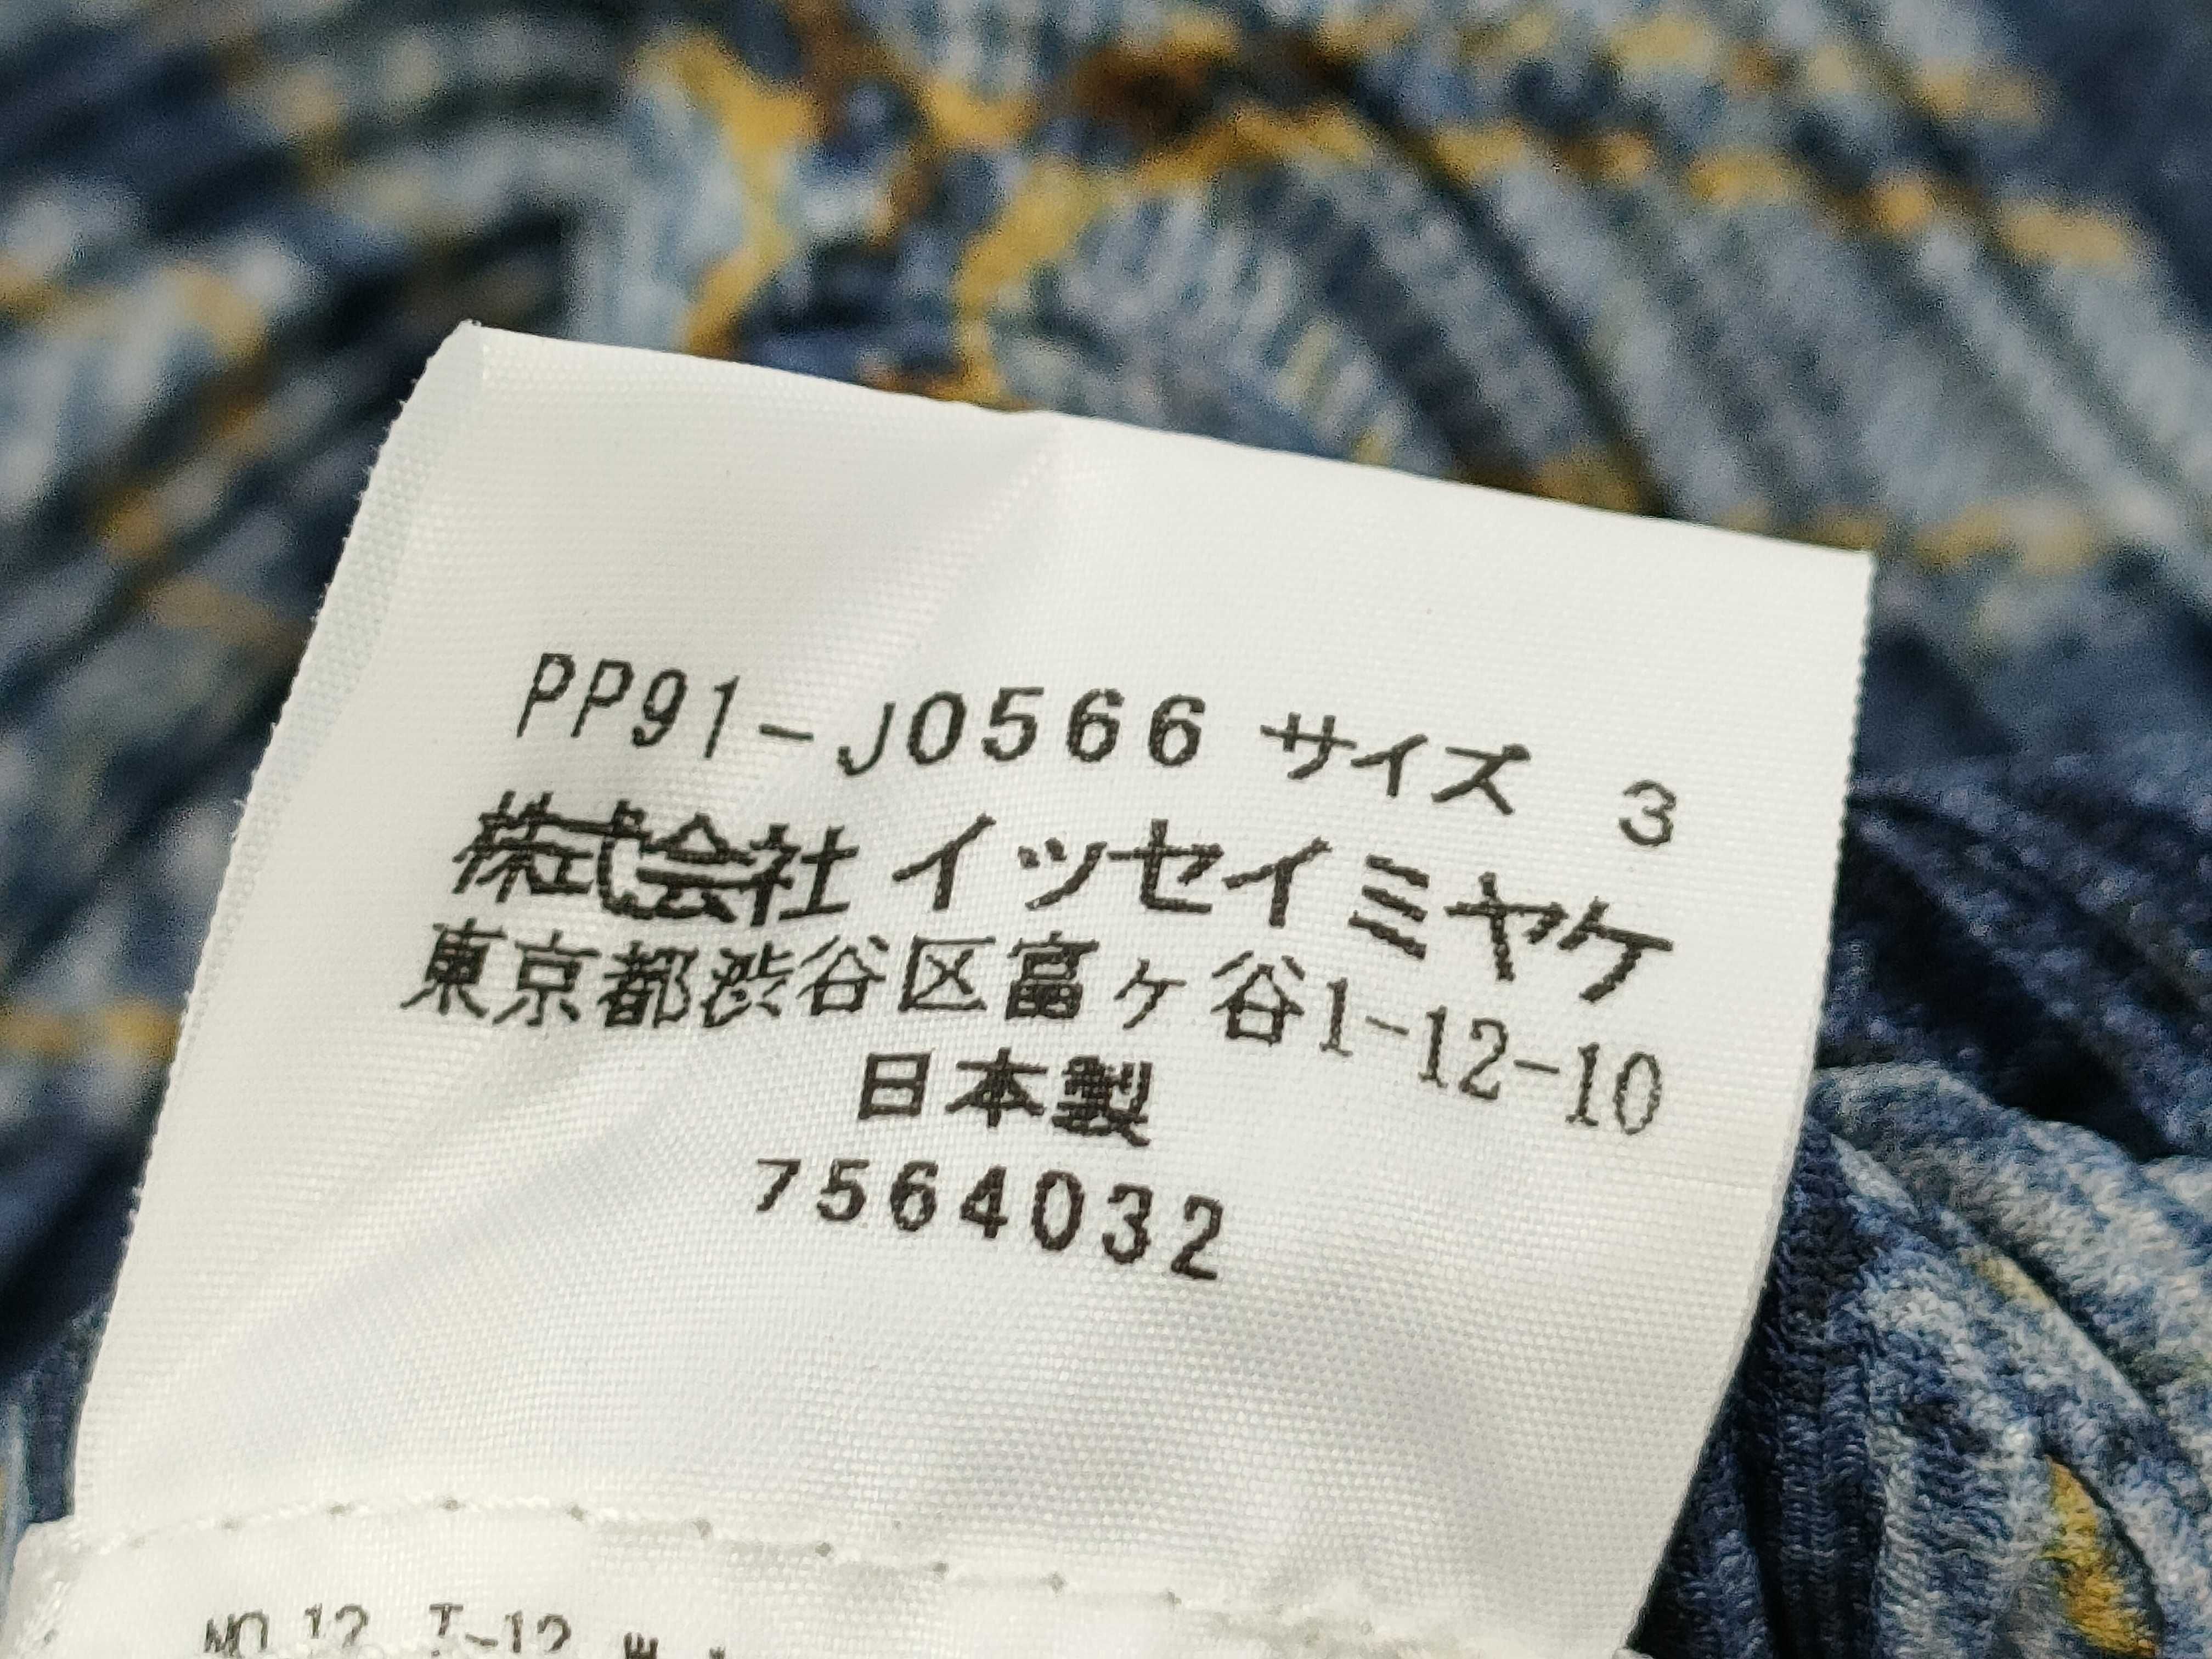 PP91-J0566 サイズ 3
株式会社 イッセイミヤケ
東京都渋谷区富ヶ谷1-12-10
日本製
7564032